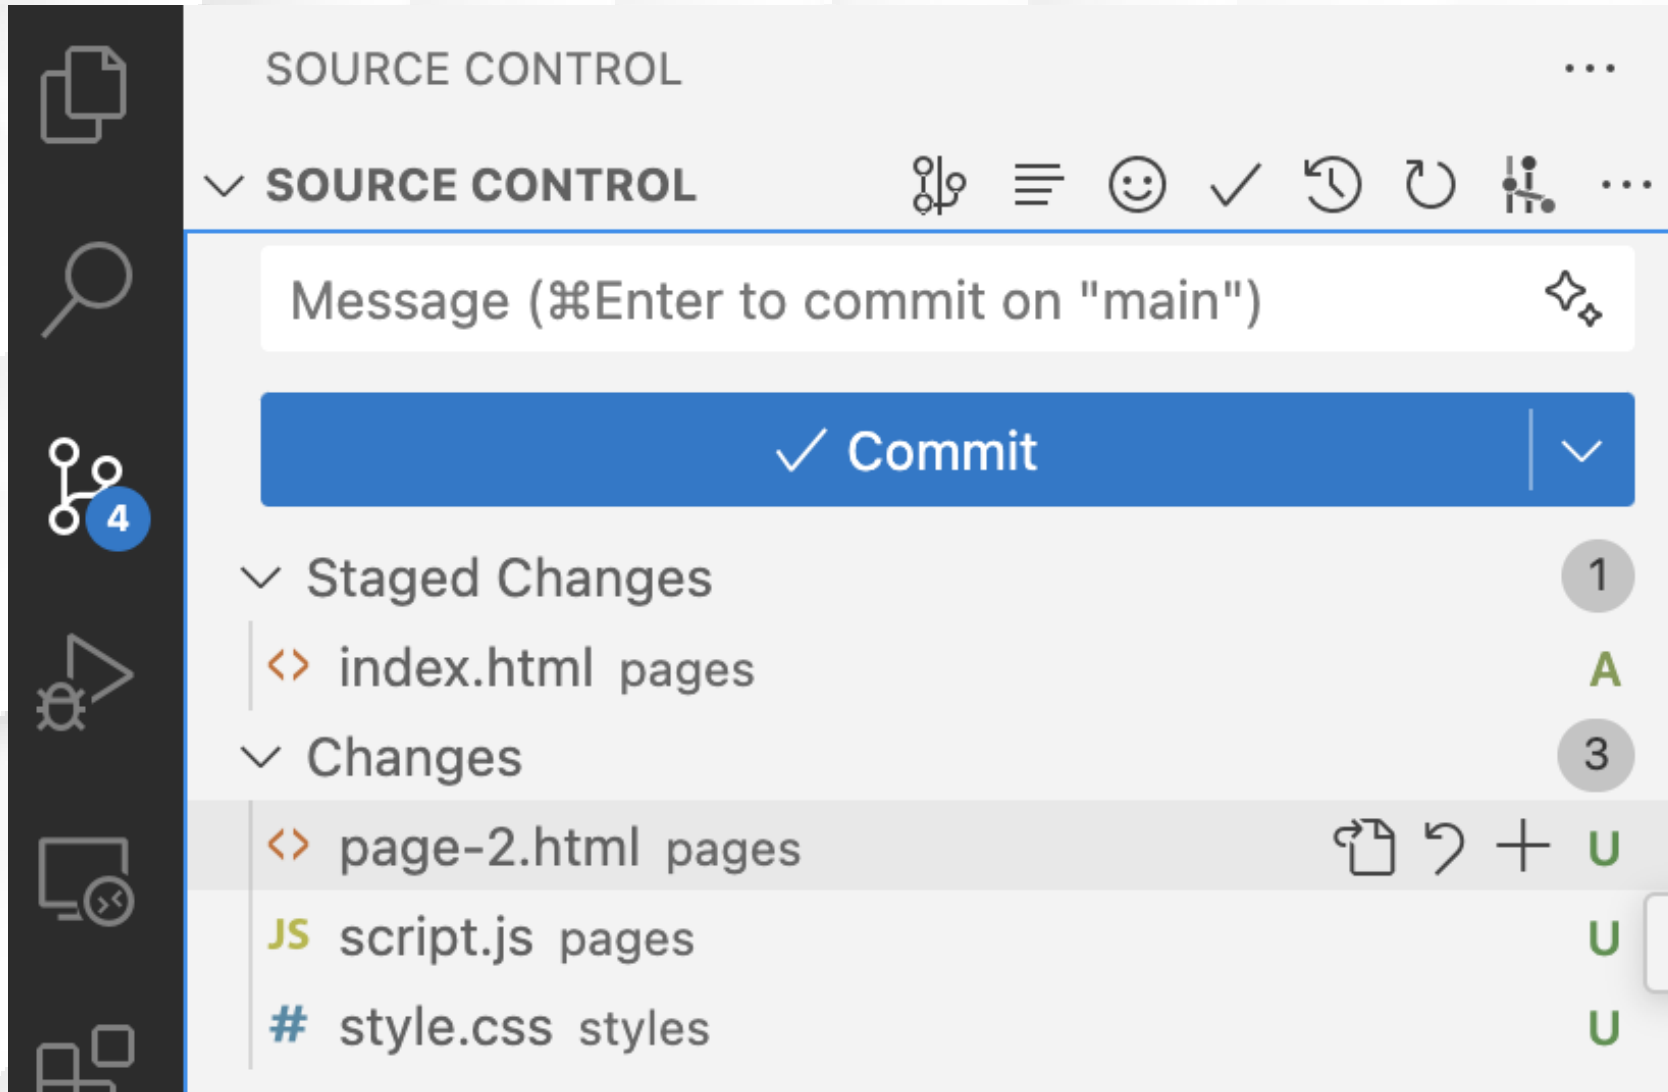 SOURCE CONTROL ...
SOURCE CONTROL ...
Message (⌘Enter to commit on "main")
Commit
4
Staged Changes 1
index.html pages A
Changes 3
page-2.html pages U
JS script.js pages U
# style.css styles U